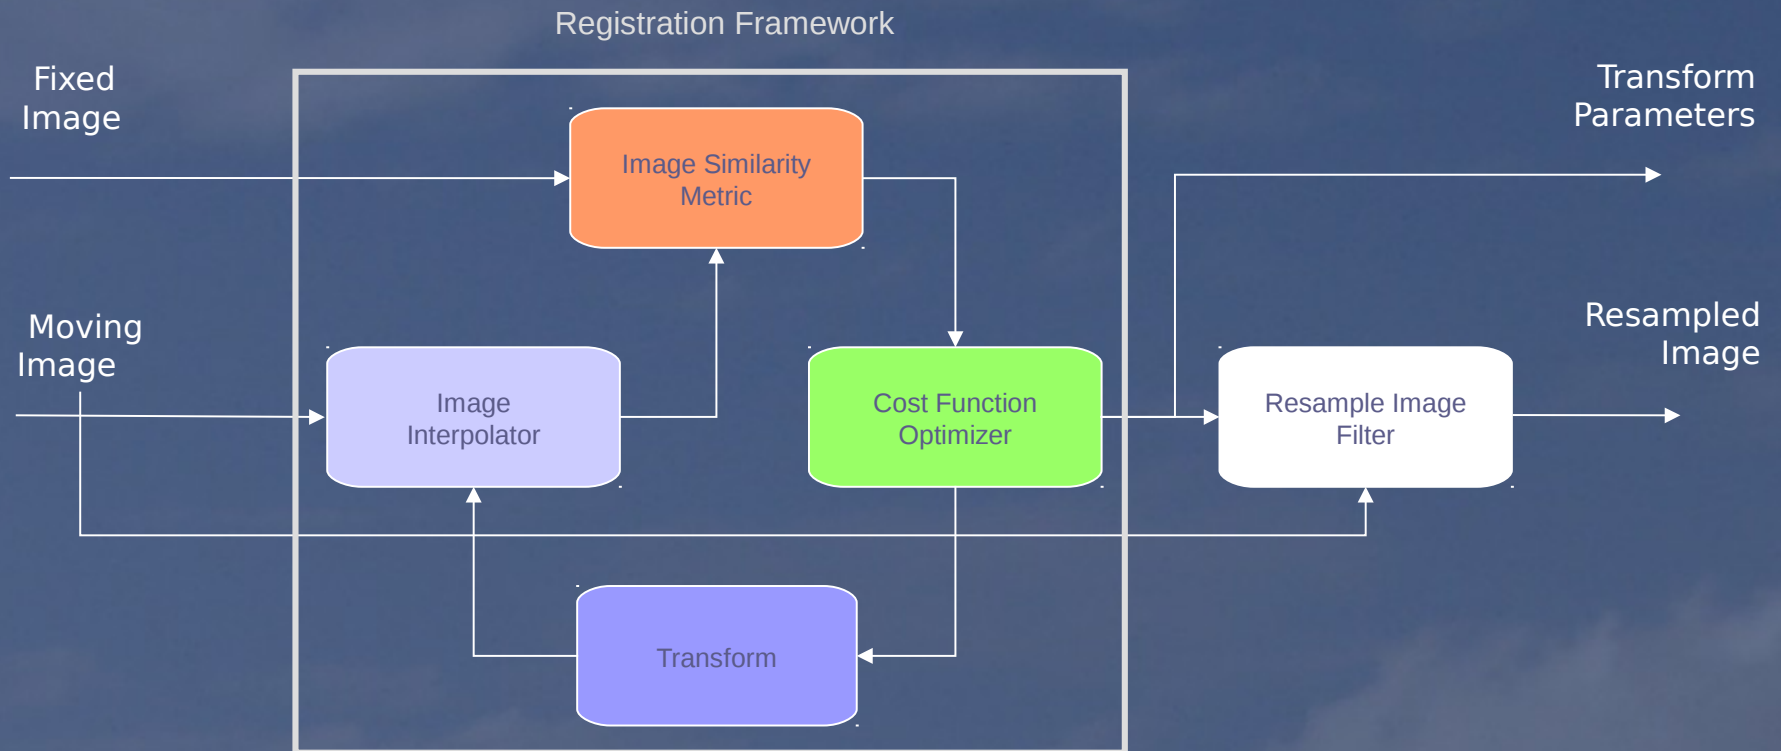 Registration Framework
Fixed
Image
Transform
Parameters
Image Similarity
Metric
Moving
Image
Resampled
Image
Image
Interpolator
Cost Function
Optimizer
Resample Image
Filter
Transform